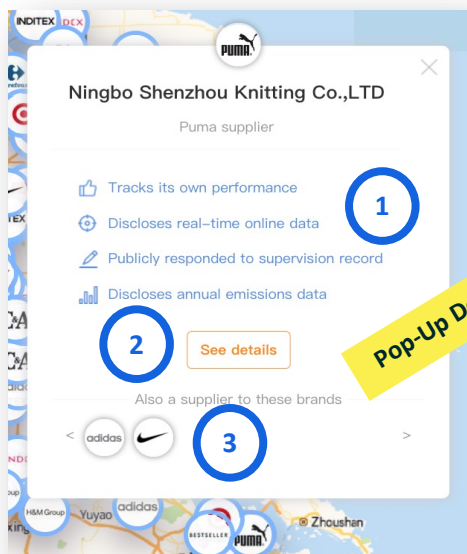 INDITEX
DEX
PUMA
Ningbo Shenzhou Knitting Co.,LTD
Puma supplier
Tracks its own performance
1
Discloses real-time online data
Publicly responded to supervision record
Discloses annual emissions data
2
See details
Pop-Up D
Also a supplier to these brands
<
adidas
3
>
H&M Group
Yuyao
adidas
BESTSELLER
PUMA
Zhoushan